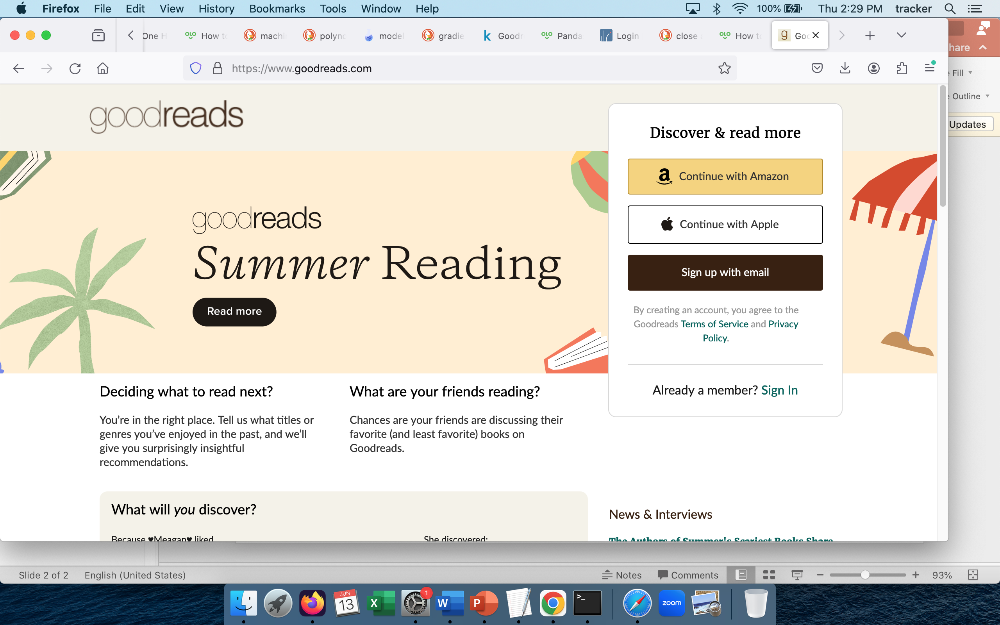 Firefox File Edit View History Bookmarks Tools Window Help 100% Thu 2:29 PM tracker
One H How to machi polyno model gradie Goodr Panda Login close a How to Goo
hare
https://www.goodreads.com
Fill
Outline
Updates
goodreads
Discover & read more
Continue with Amazon
Continue with Apple
Sign up with email
By creating an account, you agree to the
Goodreads Terms of Service and Privacy
Policy.
Already a member? Sign In
goodreads
Summer Reading
Read more
Deciding what to read next?
You're in the right place. Tell us what titles or
genres you've enjoyed in the past, and we'll
give you surprisingly insightful
recommendations.
What are your friends reading?
Chances are your friends are discussing their
favorite (and least favorite) books on
Goodreads.
What will you discover?
Because ♥Meagan♥ liked
She discovered:
News & Interviews
The Authors of Summer's Scariest Books Share
Slide 2 of 2 English (United States) Notes Comments 93%
JUN
13
1
zoom